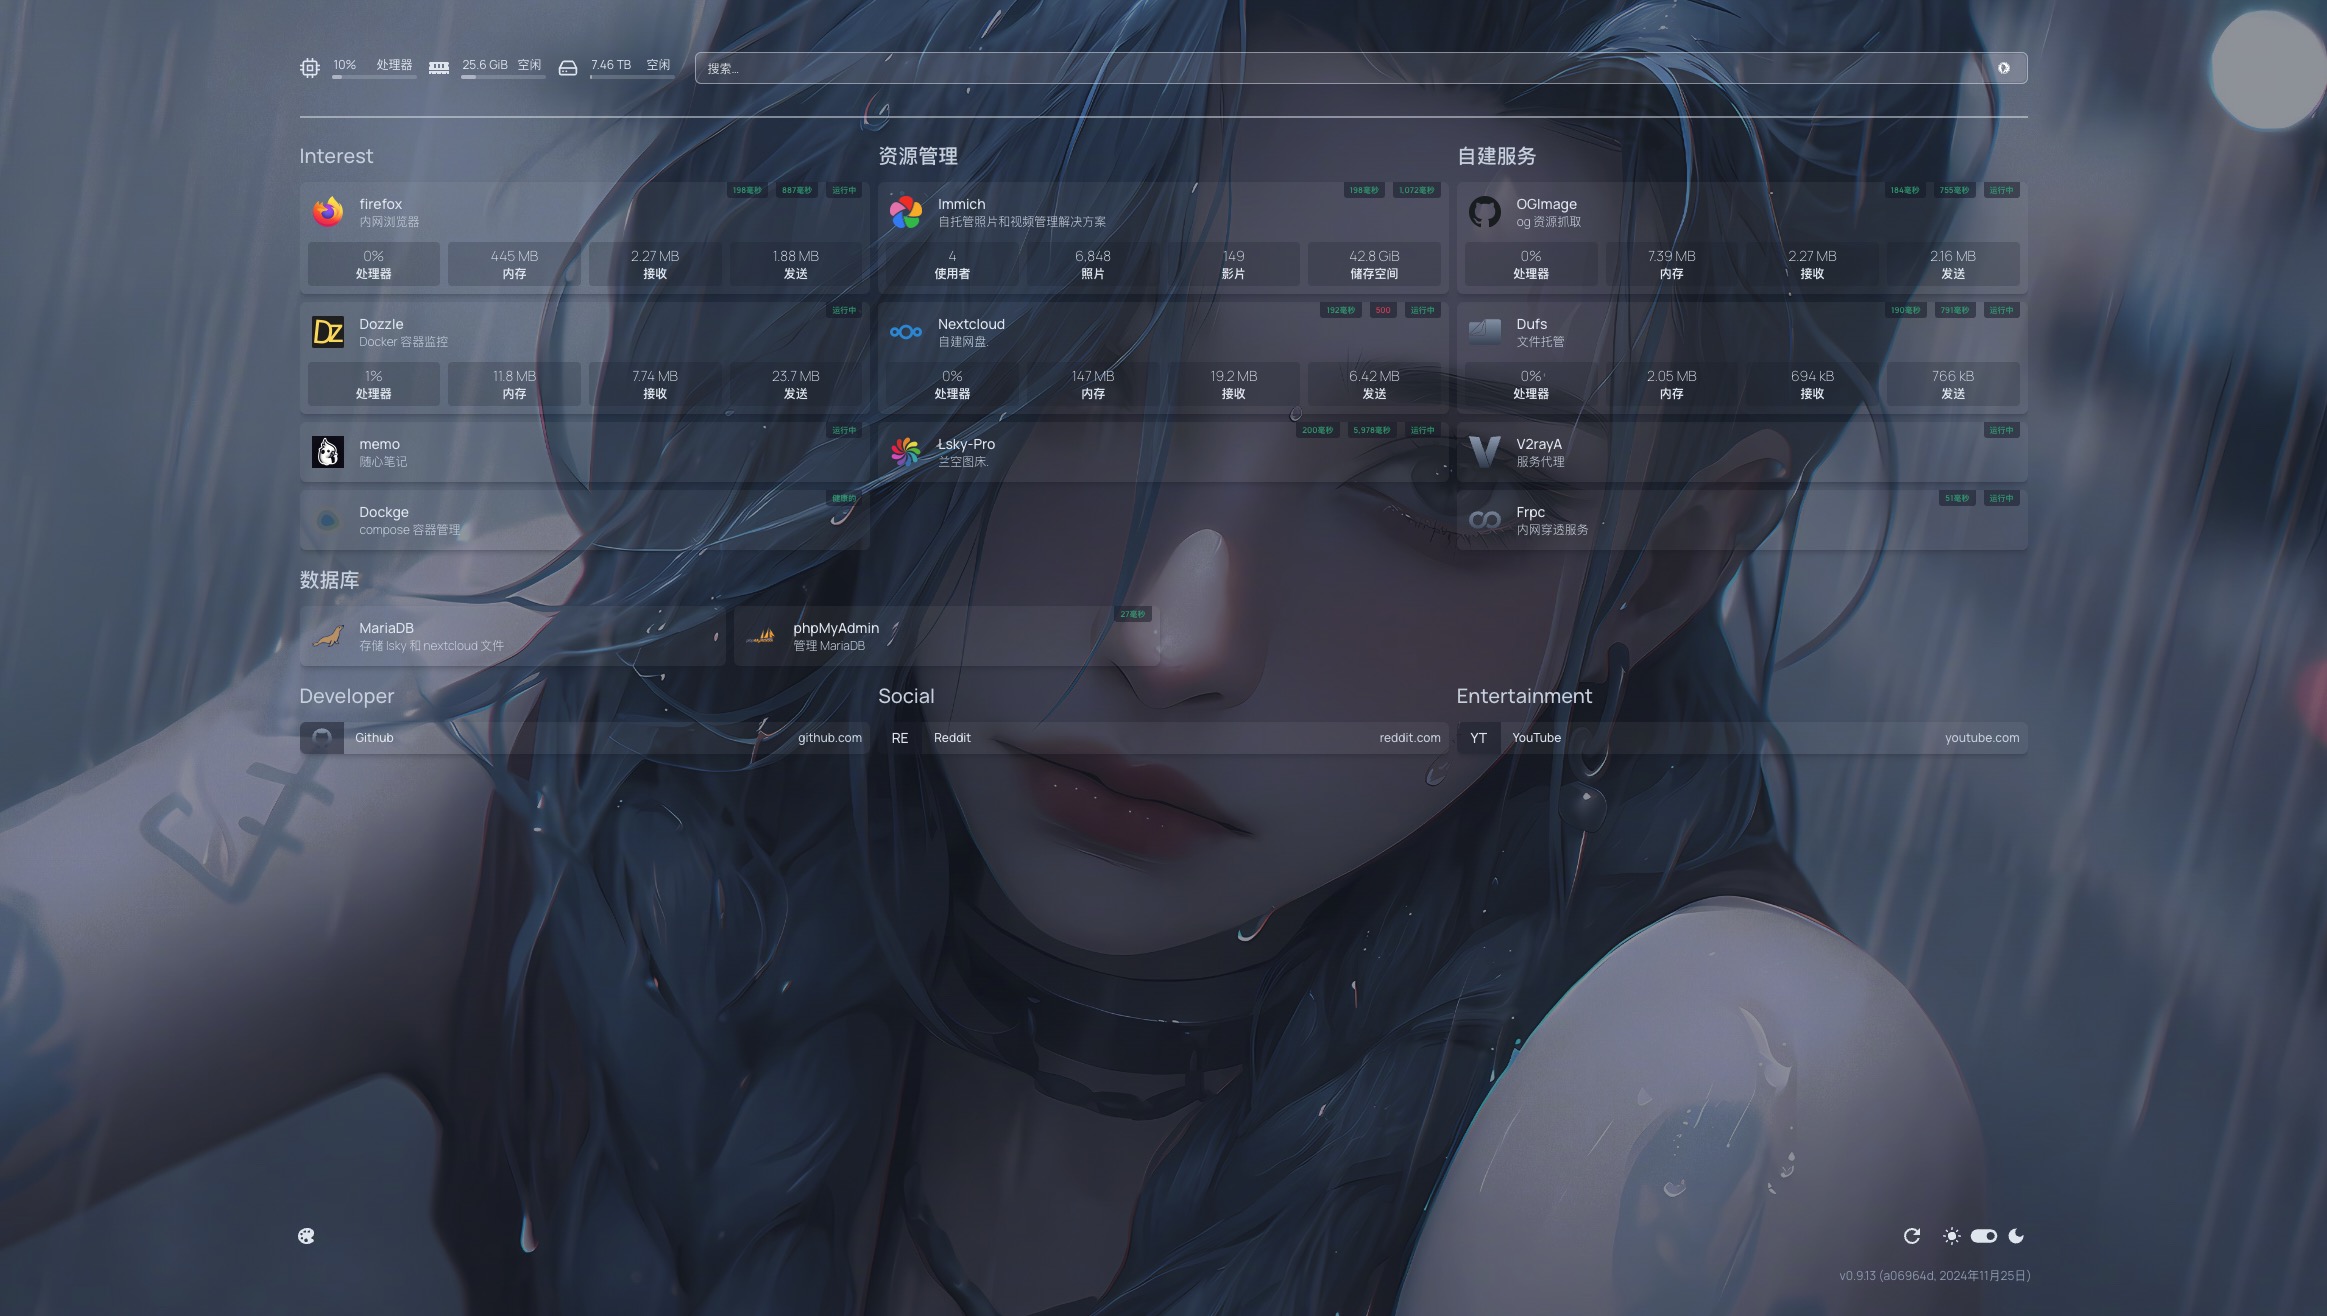 10% 处理器 25.6 GiB 空闲 7.46 TB 空闲 搜索...
Interest
198毫秒 887毫秒 运行中
firefox
内网浏览器
0% 445 MB 2.27 MB 1.88 MB
处理器 内存 接收 发送
运行中
Dozzle
Docker 容器监控
1% 11.8 MB 7.74 MB 23.7 MB
处理器 内存 接收 发送
运行中
memo
随心笔记
健康的
Dockge
compose 容器管理
资源管理
198毫秒 1,072毫秒
Immich
自托管照片和视频管理解决方案
4 6,848 149 42.8 GiB
使用者 照片 影片 储存空间
192毫秒 500 运行中
Nextcloud
自建网盘.
0% 147 MB 19.2 MB 6.42 MB
处理器 内存 接收 发送
200毫秒 5,978毫秒 运行中
Lsky-Pro
兰空图床.
自建服务
184毫秒 755毫秒 运行中
OGImage
og 资源抓取
0% 7.39 MB 2.27 MB 2.16 MB
处理器 内存 接收 发送
190毫秒 791毫秒 运行中
Dufs
文件托管
0% 2.05 MB 694 kB 766 kB
处理器 内存 接收 发送
运行中
V2rayA
服务代理
51毫秒 运行中
Frpc
内网穿透服务
数据库
MariaDB
存储 lsky 和 nextcloud 文件
27毫秒
phpMyAdmin
管理 MariaDB
Developer
Github github.com
Social
RE Reddit reddit.com
Entertainment
YT YouTube youtube.com
v0.9.13 (a06964d, 2024年11月25日)